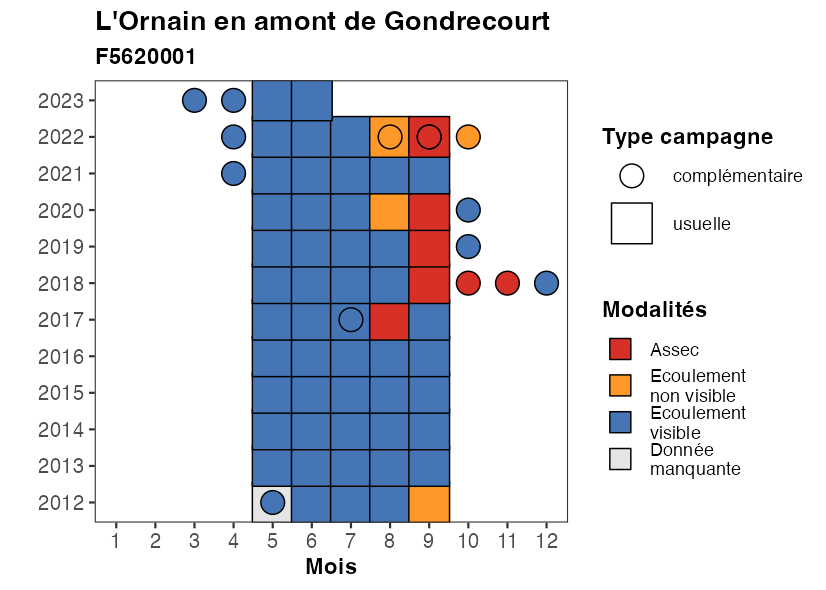 L'Ornain en amont de Gondrecourt
F5620001
2023
2022
2021
2020
2019
2018
2017
2016
2015
2014
2013
2012
1 2 3 4 5 6 7 8 9 10 11 12
Mois
Type campagne
complémentaire
usuelle
Modalités
Assec
Ecoulement
non visible
Ecoulement
visible
Donnée
manquante